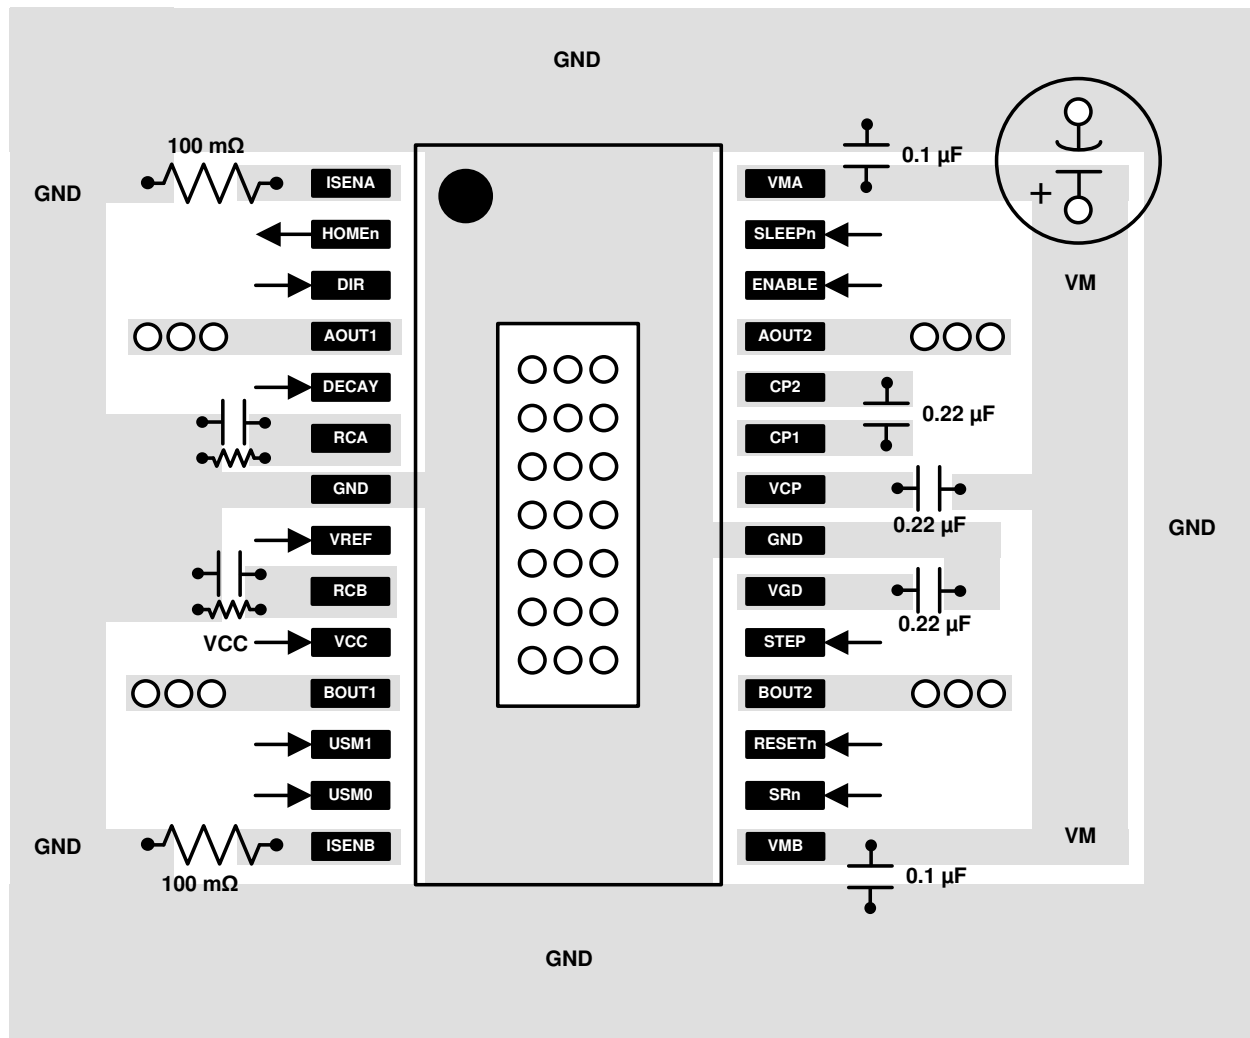 GND
100 mΩ
0.1 µF
+
GND
ISENA
VMA
HOMEn
SLEEPn
DIR
ENABLE
VM
AOUT1
AOUT2
DECAY
CP2
0.22 µF
RCA
CP1
GND
VCP
0.22 µF
GND
VREF
GND
RCB
VGD
0.22 µF
VCC
VCC
STEP
BOUT1
BOUT2
USM1
RESETn
USM0
SRn
VM
GND
ISENB
VMB
100 mΩ
0.1 µF
GND